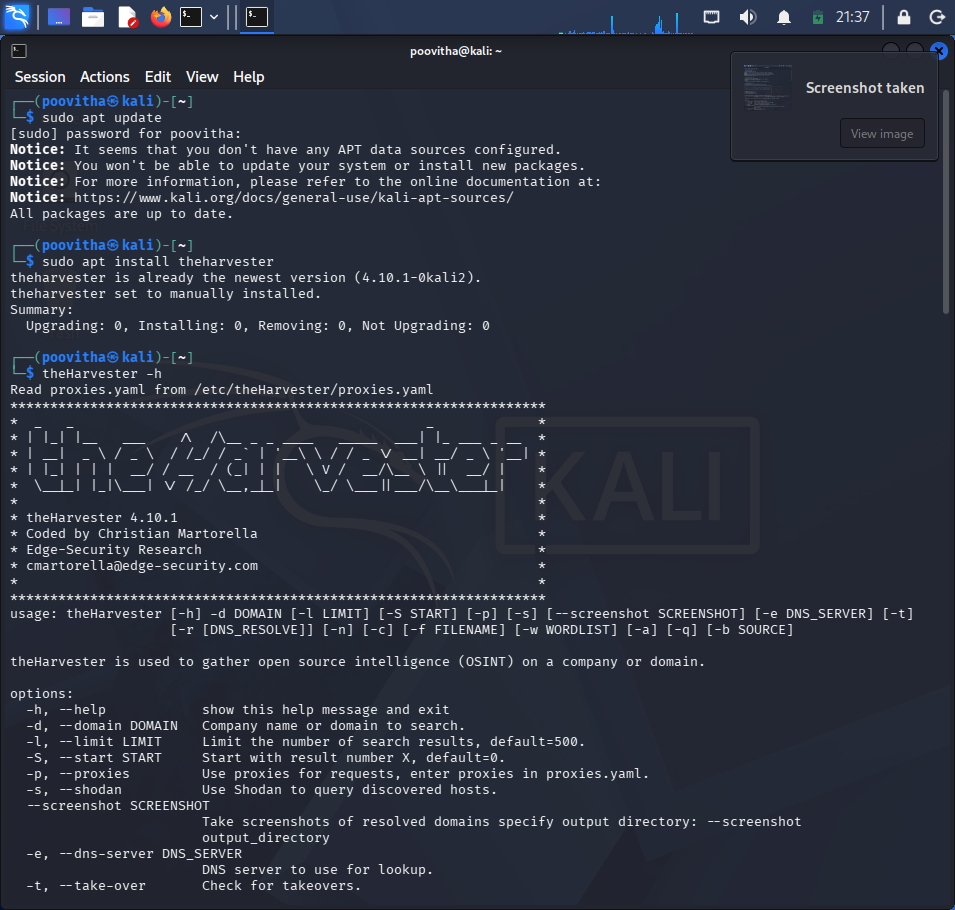 21:37
poovitha@kali: ~
Session Actions Edit View Help
Screenshot taken
View image
┌──(poovitha㉿kali)-[~]
└─$ sudo apt update
[sudo] password for poovitha:
Notice: It seems that you don't have any APT data sources configured.
Notice: You won't be able to update your system or install new packages.
Notice: For more information, please refer to the online documentation at:
Notice: https://www.kali.org/docs/general-use/kali-apt-sources/
All packages are up to date.
┌──(poovitha㉿kali)-[~]
└─$ sudo apt install theharvester
theharvester is already the newest version (4.10.1-0kali2).
theharvester set to manually installed.
Summary:
  Upgrading: 0, Installing: 0, Removing: 0, Not Upgrading: 0
┌──(poovitha㉿kali)-[~]
└─$ theHarvester -h
Read proxies.yaml from /etc/theHarvester/proxies.yaml
*******************************************************************
theHarvester
* theHarvester 4.10.1 *
* Coded by Christian Martorella *
* Edge-Security Research *
* cmartorella@edge-security.com *
* *
*******************************************************************
KALI
usage: theHarvester [-h] -d DOMAIN [-l LIMIT] [-S START] [-p] [-s] [--screenshot SCREENSHOT] [-e DNS_SERVER] [-t]
[-r [DNS_RESOLVE]] [-n] [-c] [-f FILENAME] [-w WORDLIST] [-a] [-q] [-b SOURCE]
theHarvester is used to gather open source intelligence (OSINT) on a company or domain.
options:
  -h, --help            show this help message and exit
  -d, --domain DOMAIN   Company name or domain to search.
  -l, --limit LIMIT     Limit the number of search results, default=500.
  -S, --start START     Start with result number X, default=0.
  -p, --proxies         Use proxies for requests, enter proxies in proxies.yaml.
  -s, --shodan          Use Shodan to query discovered hosts.
  --screenshot SCREENSHOT
                        Take screenshots of resolved domains specify output directory: --screenshot
                        output_directory
  -e, --dns-server DNS_SERVER
                        DNS server to use for lookup.
  -t, --take-over       Check for takeovers.